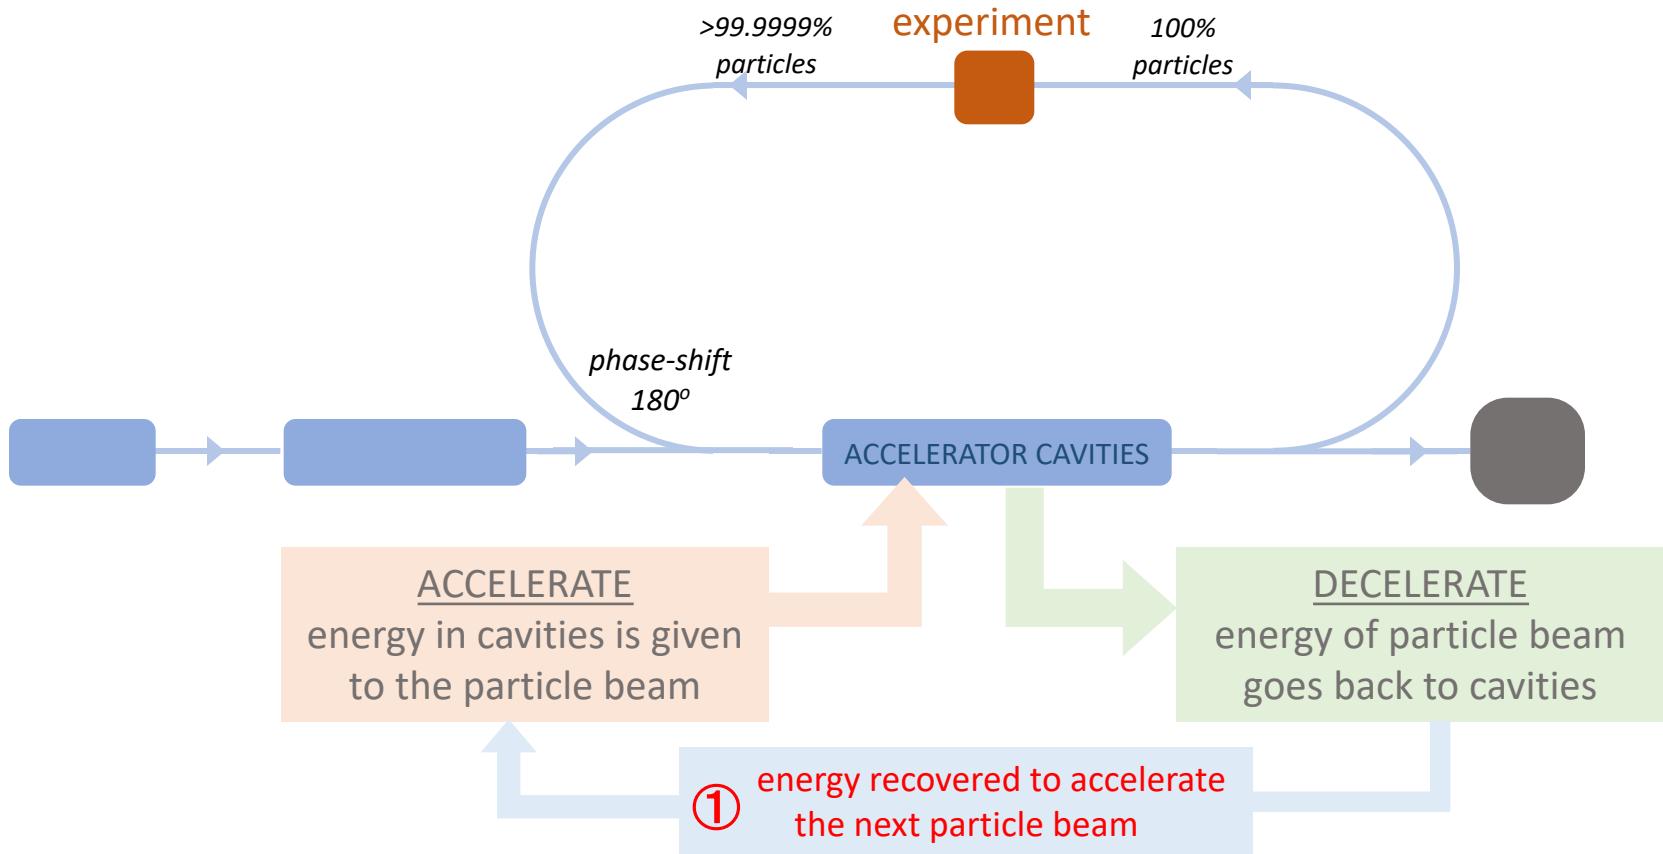 >99.9999%
particles
experiment
100%
particles
phase-shift
180º
ACCELERATOR CAVITIES
ACCELERATE
energy in cavities is given
to the particle beam
DECELERATE
energy of particle beam
goes back to cavities
① energy recovered to accelerate
the next particle beam